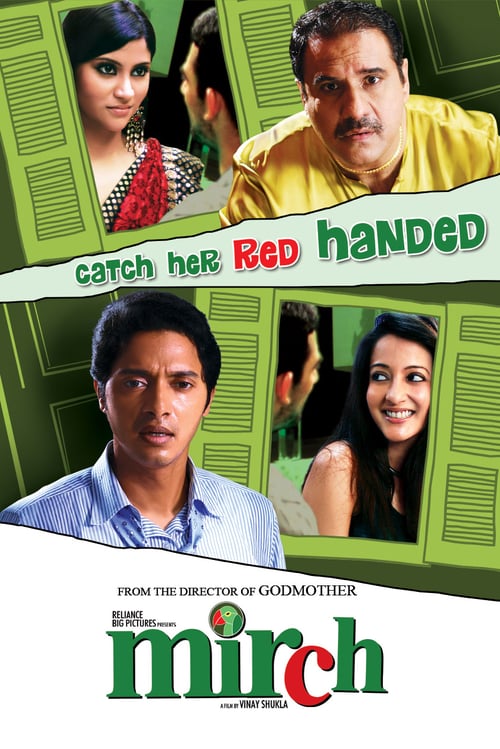 catch her RED handed
FROM THE DIRECTOR OF GODMOTHER
RELIANCE
BIG PICTURES PRESENTS
mirch
A FILM BY VINAY SHUKLA